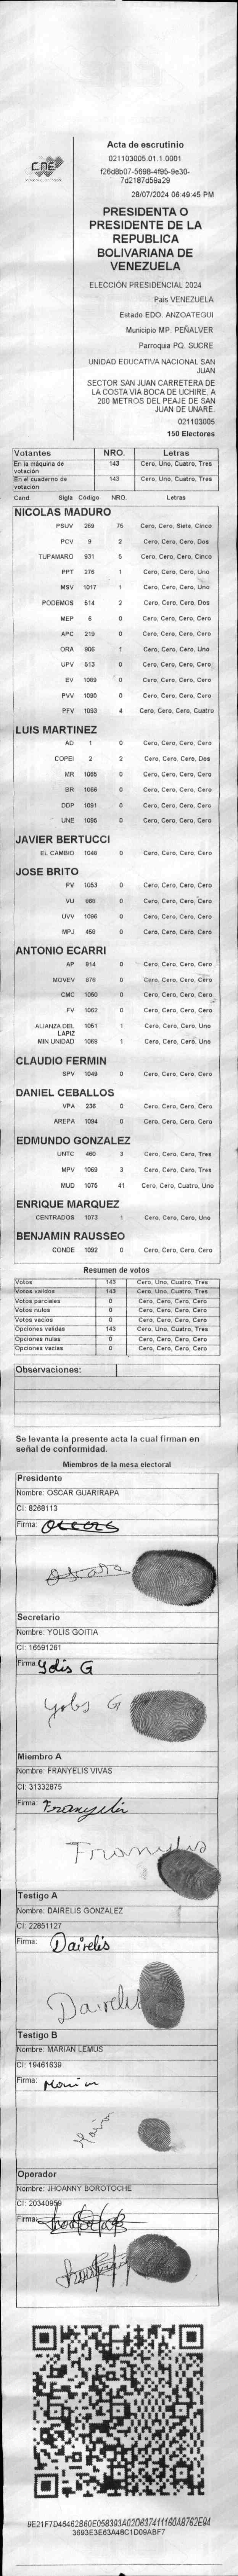 CNE
Acta de escrutinio
021103005.01.1.0001
f26d8b07-5698-4f95-9e30-
7d2187d59a29
28/07/2024 06:49:45 PM
PRESIDENTA O
PRESIDENTE DE LA
REPUBLICA
BOLIVARIANA DE
VENEZUELA
ELECCIÓN PRESIDENCIAL 2024
País VENEZUELA
Estado EDO. ANZOATEGUI
Municipio MP. PEÑALVER
Parroquia PQ. SUCRE
UNIDAD EDUCATIVA NACIONAL SAN
JUAN
SECTOR SAN JUAN CARRETERA DE
LA COSTA VIA BOCA DE UCHIRE, A
200 METROS DEL PEAJE DE SAN
JUAN DE UNARE.
021103005
150 Electores
Votantes NRO. Letras
En la máquina de votación 143 Cero, Uno, Cuatro, Tres
En el cuaderno de votación 143 Cero, Uno, Cuatro, Tres
Cand. Sigla Código NRO. Letras
NICOLAS MADURO
PSUV 269 75 Cero, Cero, Siete, Cinco
PCV 9 2 Cero, Cero, Cero, Dos
TUPAMARO 931 5 Cero, Cero, Cero, Cinco
PPT 276 1 Cero, Cero, Cero, Uno
MSV 1017 1 Cero, Cero, Cero, Uno
PODEMOS 514 2 Cero, Cero, Cero, Dos
MEP 6 0 Cero, Cero, Cero, Cero
APC 219 0 Cero, Cero, Cero, Cero
ORA 906 1 Cero, Cero, Cero, Uno
UPV 513 0 Cero, Cero, Cero, Cero
EV 1089 0 Cero, Cero, Cero, Cero
PVV 1090 0 Cero, Cero, Cero, Cero
PFV 1093 4 Cero, Cero, Cero, Cuatro
LUIS MARTINEZ
AD 1 0 Cero, Cero, Cero, Cero
COPEI 2 2 Cero, Cero, Cero, Dos
MR 1065 0 Cero, Cero, Cero, Cero
BR 1066 0 Cero, Cero, Cero, Cero
DDP 1091 0 Cero, Cero, Cero, Cero
UNE 1095 0 Cero, Cero, Cero, Cero
JAVIER BERTUCCI
EL CAMBIO 1048 0 Cero, Cero, Cero, Cero
JOSE BRITO
PV 1053 0 Cero, Cero, Cero, Cero
VU 868 0 Cero, Cero, Cero, Cero
UVV 1096 0 Cero, Cero, Cero, Cero
MPJ 458 0 Cero, Cero, Cero, Cero
ANTONIO ECARRI
AP 914 0 Cero, Cero, Cero, Cero
MOVEV 976 0 Cero, Cero, Cero, Cero
CMC 1050 0 Cero, Cero, Cero, Cero
FV 1062 0 Cero, Cero, Cero, Cero
ALIANZA DEL LAPIZ 1051 1 Cero, Cero, Cero, Uno
MIN UNIDAD 1068 1 Cero, Cero, Cero, Uno
CLAUDIO FERMIN
SPV 1049 0 Cero, Cero, Cero, Cero
DANIEL CEBALLOS
VPA 236 0 Cero, Cero, Cero, Cero
AREPA 1094 0 Cero, Cero, Cero, Cero
EDMUNDO GONZALEZ
UNTC 460 3 Cero, Cero, Cero, Tres
MPV 1069 3 Cero, Cero, Cero, Tres
MUD 1075 41 Cero, Cero, Cuatro, Uno
ENRIQUE MARQUEZ
CENTRADOS 1073 1 Cero, Cero, Cero, Uno
BENJAMIN RAUSSEO
CONDE 1092 0 Cero, Cero, Cero, Cero
Resumen de votos
Votos 143 Cero, Uno, Cuatro, Tres
Votos validos 143 Cero, Uno, Cuatro, Tres
Votos parciales 0 Cero, Cero, Cero, Cero
Votos nulos 0 Cero, Cero, Cero, Cero
Votos vacios 0 Cero, Cero, Cero, Cero
Opciones validas 143 Cero, Uno, Cuatro, Tres
Opciones nulas 0 Cero, Cero, Cero, Cero
Opciones vacias 0 Cero, Cero, Cero, Cero
Observaciones:
Se levanta la presente acta la cual firman en
señal de conformidad.
Miembros de la mesa electoral
Presidente
Nombre: OSCAR GUARIRAPA
CI: 8268113
Firma: Oscar G
Oscar G
Secretario
Nombre: YOLIS GOITIA
CI: 16591261
Firma: Yolis G
Yolis G
Miembro A
Nombre: FRANYELIS VIVAS
CI: 31332875
Firma: Franyelis
Franyelis
Testigo A
Nombre: DAIRELIS GONZALEZ
CI: 22851127
Firma: Dairelis
Dairelis
Testigo B
Nombre: MARIAN LEMUS
CI: 19461639
Firma: Marian
Operador
Nombre: JHOANNY BOROTOCHE
CI: 20340959
Firma:
9E21F7D46462B60E058393A02D837411160A8762E94
3693E3E63A48C1D09ABF7